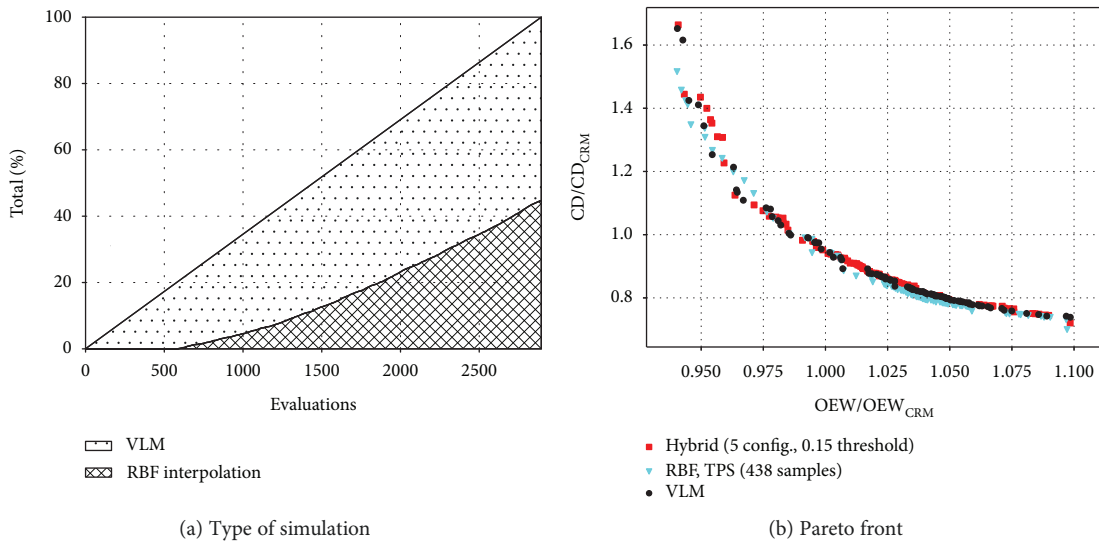 100
80
60
40
20
0
Total (%)
0 500 1000 1500 2000 2500
Evaluations
VLM
RBF interpolation
(a) Type of simulation
1.6
1.4
1.2
1.0
0.8
CD/CD_CRM
0.950 0.975 1.000 1.025 1.050 1.075 1.100
OEW/OEW_CRM
Hybrid (5 config., 0.15 threshold)
RBF, TPS (438 samples)
VLM
(b) Pareto front